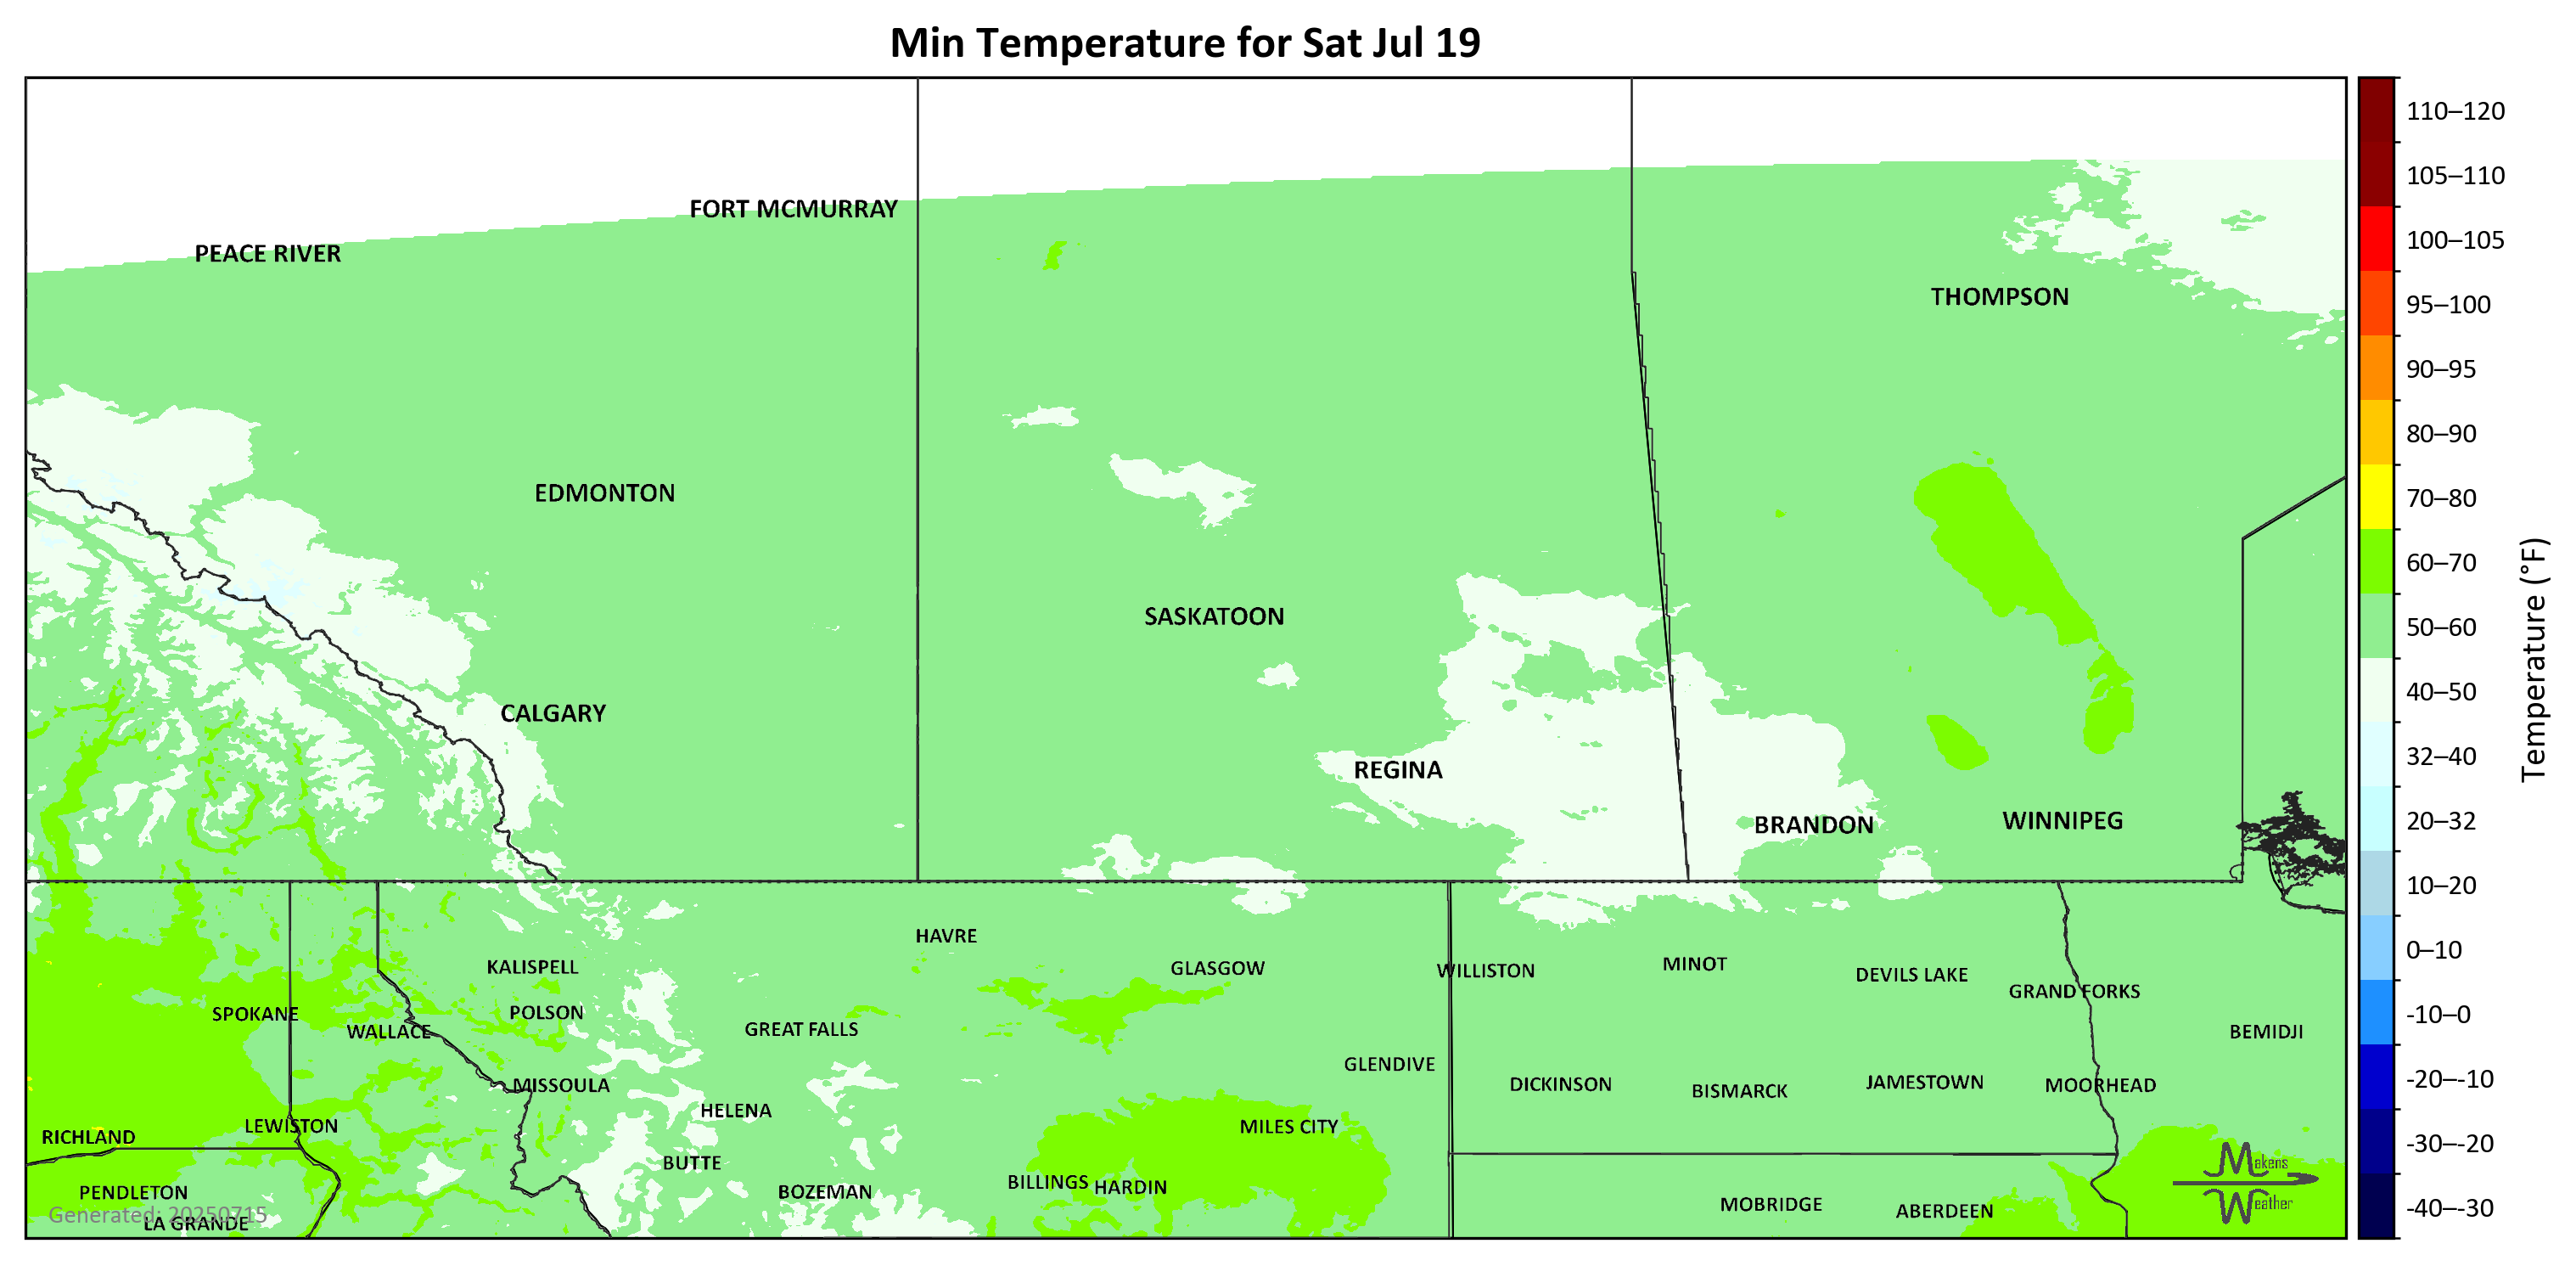 Min Temperature for Sat Jul 19
FORT MCMURRAY
PEACE RIVER
THOMPSON
EDMONTON
SASKATOON
CALGARY
REGINA
BRANDON
WINNIPEG
HAVRE
KALISPELL
GLASGOW
WILLISTON
MINOT
DEVILS LAKE
GRAND FORKS
SPOKANE
POLSON
WALLACE
GREAT FALLS
BEMIDJI
GLENDIVE
MISSOULA
DICKINSON
BISMARCK
JAMESTOWN
MOORHEAD
HELENA
LEWISTON
MILES CITY
RICHLAND
BUTTE
BILLINGS
HARDIN
BOZEMAN
PENDLETON
MOBRIDGE
ABERDEEN
Generated: 20250715
LA GRANDE
Makens
Weather
110–120
105–110
100–105
95–100
90–95
80–90
70–80
60–70
50–60
40–50
32–40
20–32
10–20
0–10
-10–0
-20–-10
-30–-20
-40–-30
Temperature (°F)